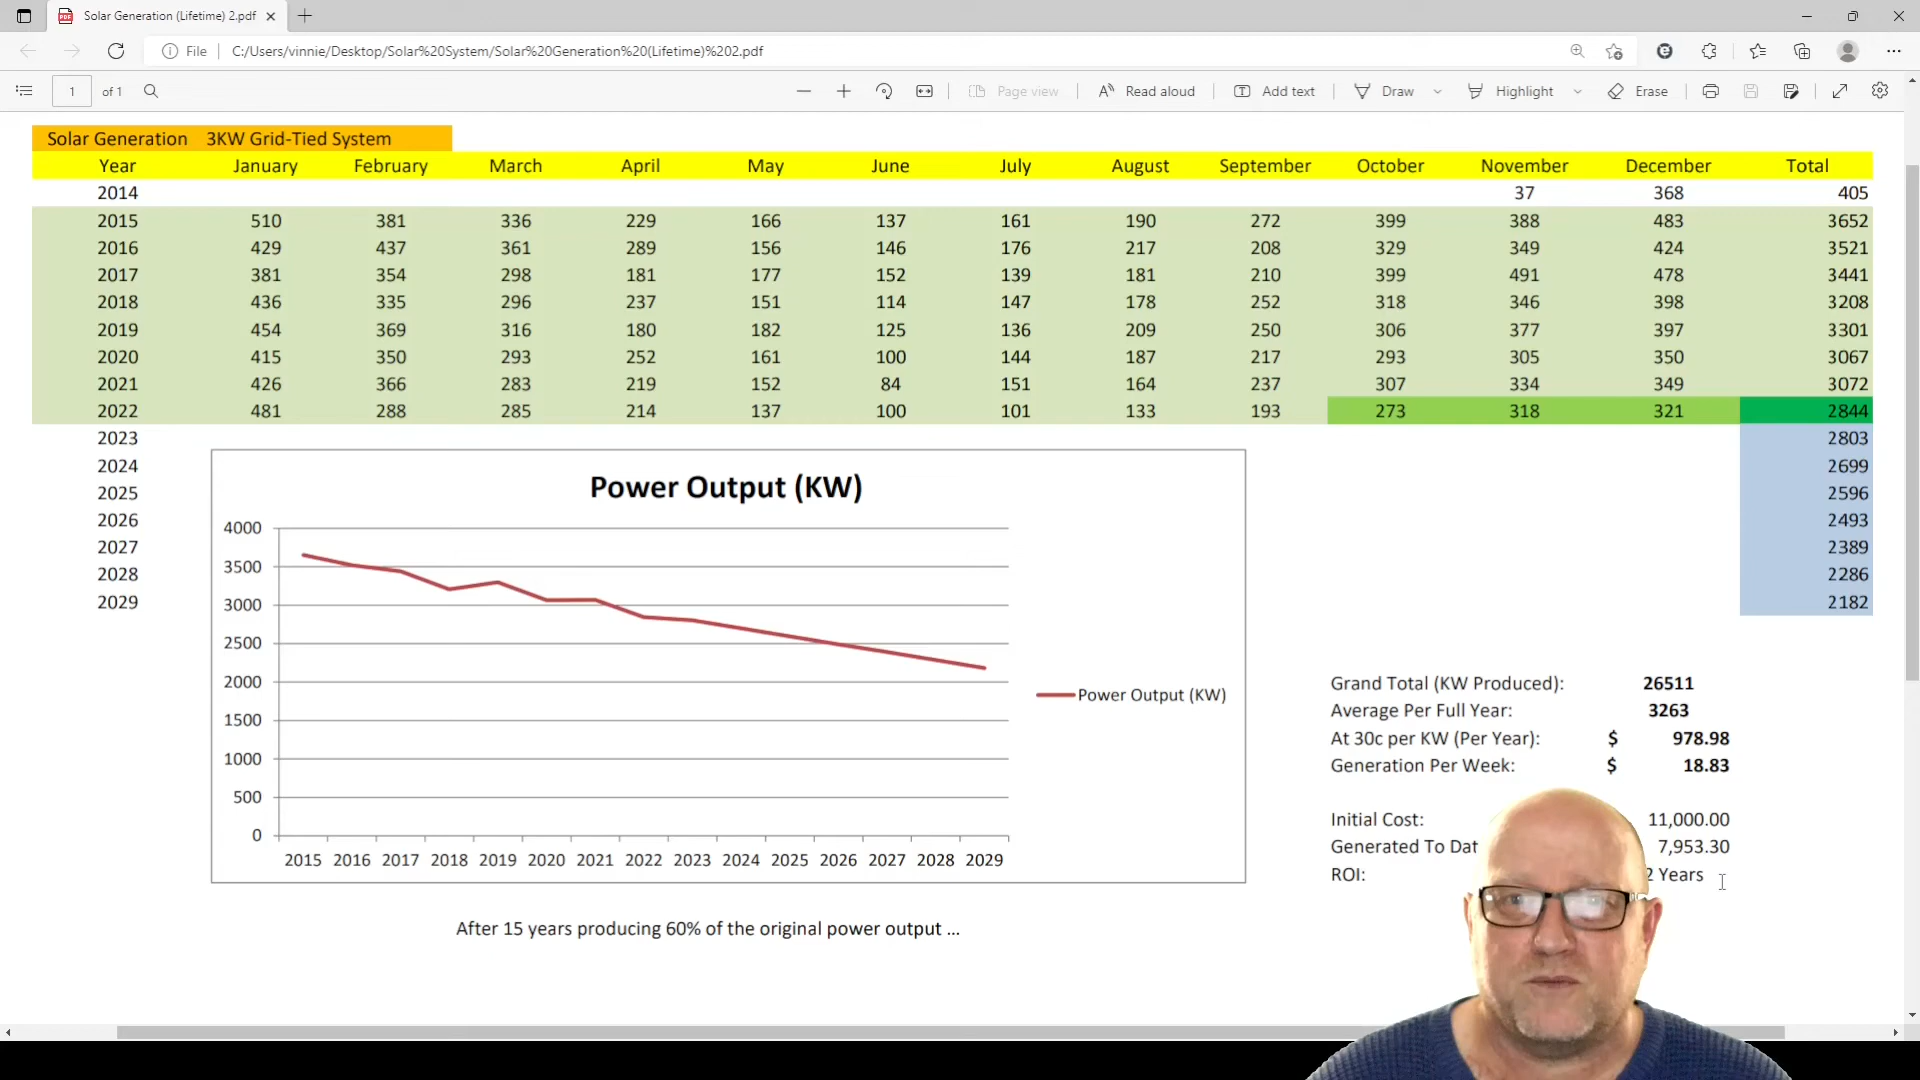 Solar Generation (Lifetime) 2.pdf
File C:/Users/vinnie/Desktop/Solar%20System/Solar%20Generation%20(Lifetime)%202.pdf
1 of 1 Page view Read aloud Add text Draw Highlight Erase
Solar Generation 3KW Grid-Tied System
Year January February March April May June July August September October November December Total
2014 37 368 405
2015 510 381 336 229 166 137 161 190 272 399 388 483 3652
2016 429 437 361 289 156 146 176 217 208 329 349 424 3521
2017 381 354 298 181 177 152 139 181 210 399 491 478 3441
2018 436 335 296 237 151 114 147 178 252 318 346 398 3208
2019 454 369 316 180 182 125 136 209 250 306 377 397 3301
2020 415 350 293 252 161 100 144 187 217 293 305 350 3067
2021 426 366 283 219 152 84 151 164 237 307 334 349 3072
2022 481 288 285 214 137 100 101 133 193 273 318 321 2844
2023 2803
2024 2699
2025 2596
2026 2493
2027 2389
2028 2286
2029 2182
Power Output (KW)
4000
3500
3000
2500
2000
1500
1000
500
0
2015 2016 2017 2018 2019 2020 2021 2022 2023 2024 2025 2026 2027 2028 2029
Power Output (KW)
After 15 years producing 60% of the original power output ...
Grand Total (KW Produced): 26511
Average Per Full Year: 3263
At 30c per KW (Per Year): $ 978.98
Generation Per Week: $ 18.83
Initial Cost: 11,000.00
Generated To Dat 7,953.30
ROI: 2 Years